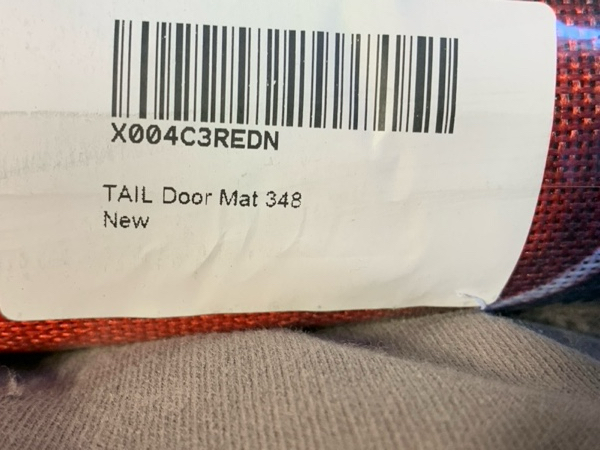 X004C3REDN
TAIL Door Mat 348
New